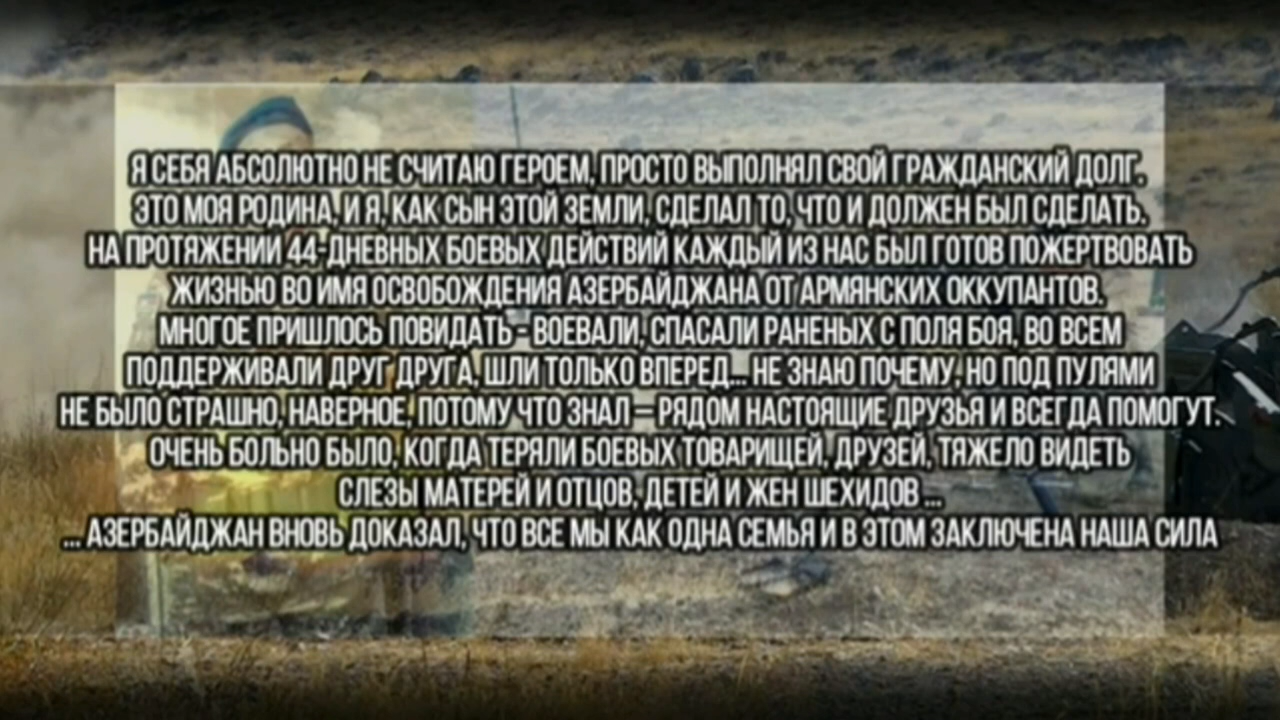 Я СЕБЯ АБСОЛЮТНО НЕ СЧИТАЮ ГЕРОЕМ, ПРОСТО ВЫПОЛНЯЛ СВОЙ ГРАЖДАНСКИЙ ДОЛГ.
ЭТО МОЯ РОДИНА, И Я, КАК СЫН ЭТОЙ ЗЕМЛИ, СДЕЛАЛ ТО, ЧТО И ДОЛЖЕН БЫЛ СДЕЛАТЬ.
НА ПРОТЯЖЕНИИ 44-ДНЕВНЫХ БОЕВЫХ ДЕЙСТВИЙ КАЖДЫЙ ИЗ НАС БЫЛ ГОТОВ ПОЖЕРТВОВАТЬ
ЖИЗНЬЮ ВО ИМЯ ОСВОБОЖДЕНИЯ АЗЕРБАЙДЖАНА ОТ АРМЯНСКИХ ОККУПАНТОВ.
МНОГОЕ ПРИШЛОСЬ ПОВИДАТЬ - ВОЕВАЛИ, СПАСАЛИ РАНЕНЫХ С ПОЛЯ БОЯ, ВО ВСЕМ
ПОДДЕРЖИВАЛИ ДРУГ ДРУГА, ШЛИ ТОЛЬКО ВПЕРЕД... НЕ ЗНАЮ ПОЧЕМУ, НО ПОД ПУЛЯМИ
НЕ БЫЛО СТРАШНО, НАВЕРНОЕ, ПОТОМУ ЧТО ЗНАЛ – РЯДОМ НАСТОЯЩИЕ ДРУЗЬЯ И ВСЕГДА ПОМОГУТ.
ОЧЕНЬ БОЛЬНО БЫЛО, КОГДА ТЕРЯЛИ БОЕВЫХ ТОВАРИЩЕЙ, ДРУЗЕЙ, ТЯЖЕЛО ВИДЕТЬ
СЛЕЗЫ МАТЕРЕЙ И ОТЦОВ, ДЕТЕЙ И ЖЕН ШЕХИДОВ ...
... АЗЕРБАЙДЖАН ВНОВЬ ДОКАЗАЛ, ЧТО ВСЕ МЫ КАК ОДНА СЕМЬЯ И В ЭТОМ ЗАКЛЮЧЕНА НАША СИЛА